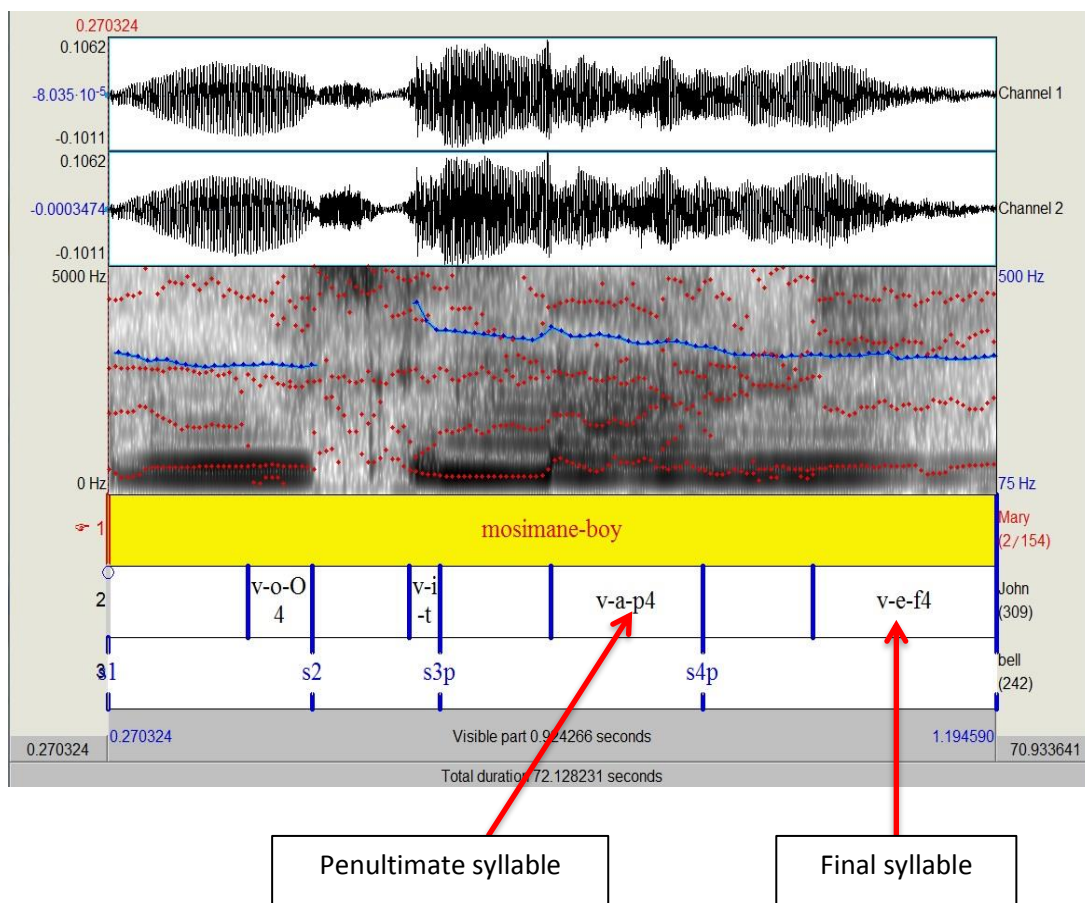 0.270324
0.1062
-8.035·10-5
-0.1011
Channel 1
0.1062
-0.0003474
-0.1011
Channel 2
5000 Hz
500 Hz
0 Hz
75 Hz
1
mosimane-boy
Mary
(2/154)
2
v-o-O
4
v-i
-t
v-a-p4
v-e-f4
John
(309)
3
s1
s2
s3p
s4p
bell
(242)
0.270324
0.270324
Visible part 0.924266 seconds
1.194590
70.933641
Total duration 72.128231 seconds
Penultimate syllable
Final syllable